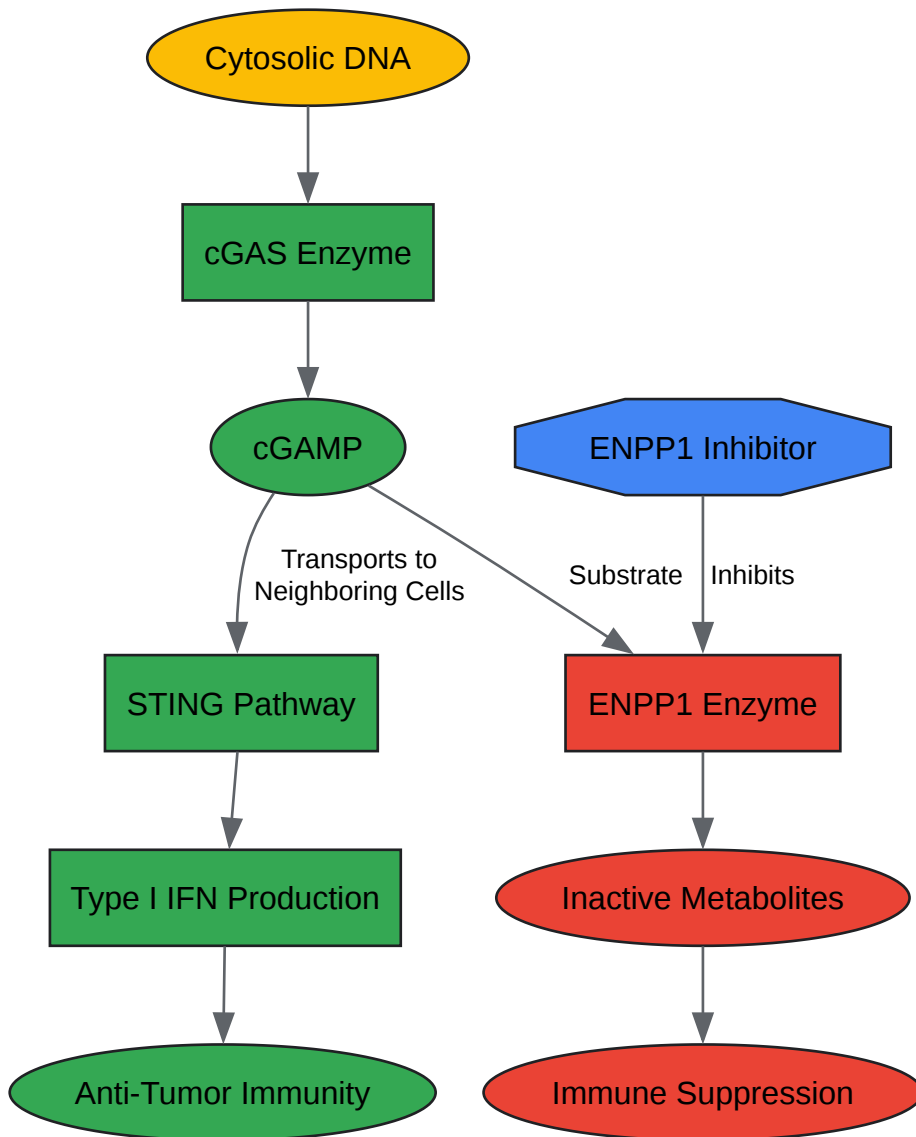 Cytosolic DNA
cGAS Enzyme
cGAMP
ENPP1 Inhibitor
Transports to
Neighboring Cells
Substrate
Inhibits
STING Pathway
ENPP1 Enzyme
Type I IFN Production
Inactive Metabolites
Anti-Tumor Immunity
Immune Suppression